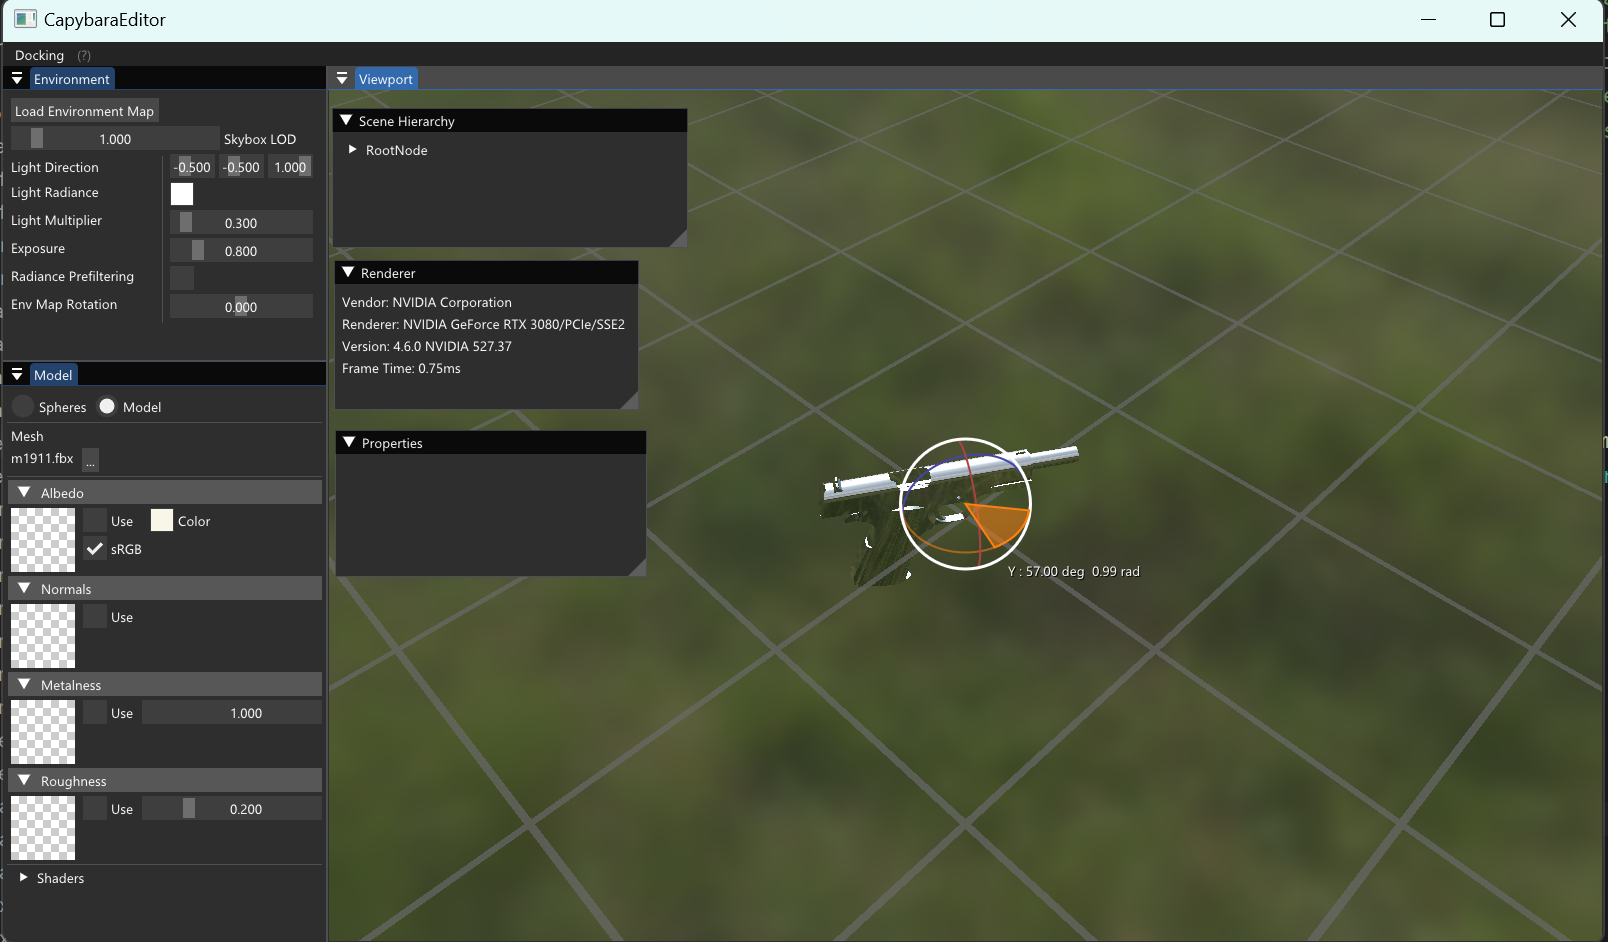 CapybaraEditor
Docking (?)
Environment
Load Environment Map
1.000 Skybox LOD
Light Direction -0.500 -0.500 1.000
Light Radiance
Light Multiplier 0.300
Exposure 0.800
Radiance Prefiltering
Env Map Rotation 0.000
Model
Spheres Model
Mesh
m1911.fbx ...
Albedo
Use Color
sRGB
Normals
Use
Metalness
Use 1.000
Roughness
Use 0.200
Shaders
Viewport
Scene Hierarchy
RootNode
Renderer
Vendor: NVIDIA Corporation
Renderer: NVIDIA GeForce RTX 3080/PCIe/SSE2
Version: 4.6.0 NVIDIA 527.37
Frame Time: 0.75ms
Properties
Y : 57.00 deg 0.99 rad